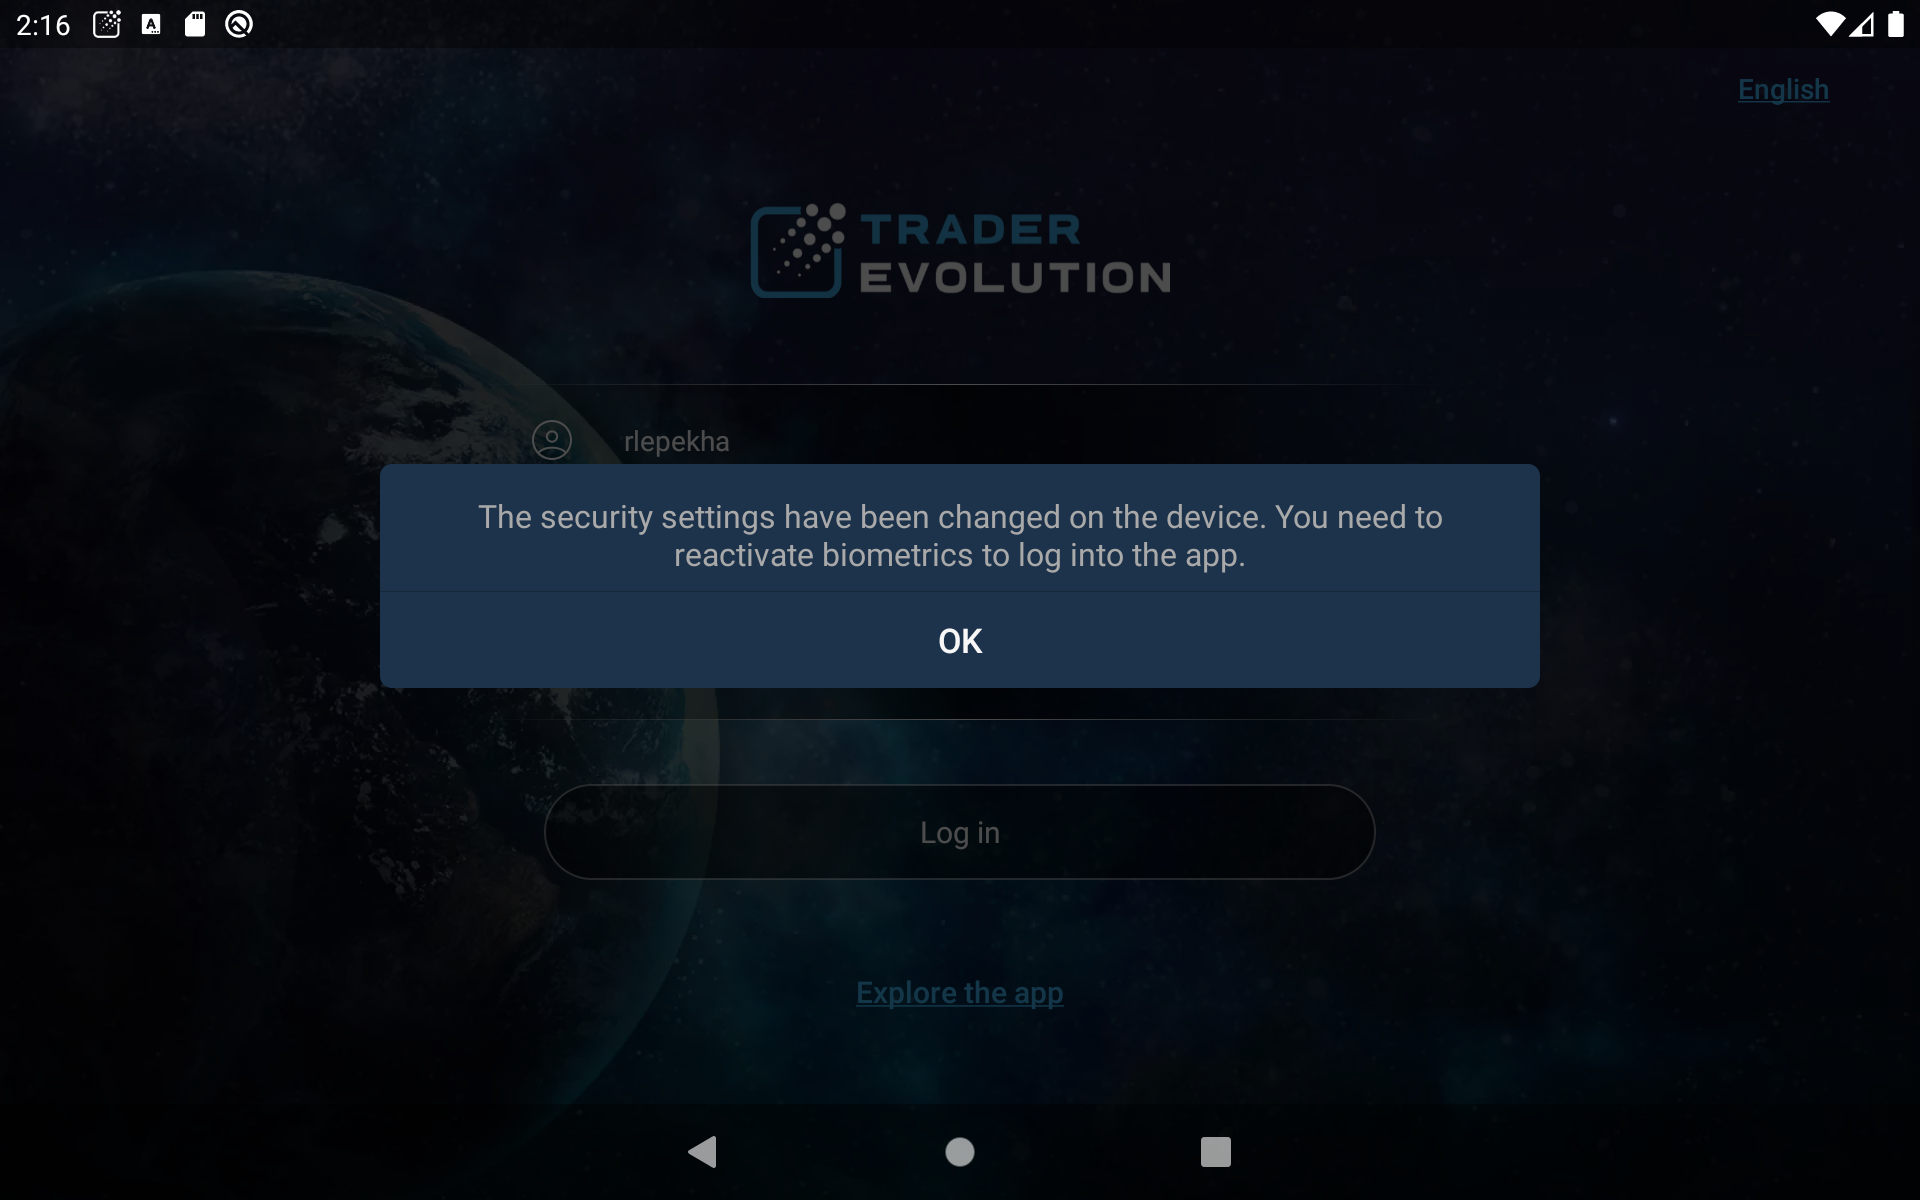 2:16
English
TRADER
EVOLUTION
rlepekha
The security settings have been changed on the device. You need to
reactivate biometrics to log into the app.
OK
Log in
Explore the app